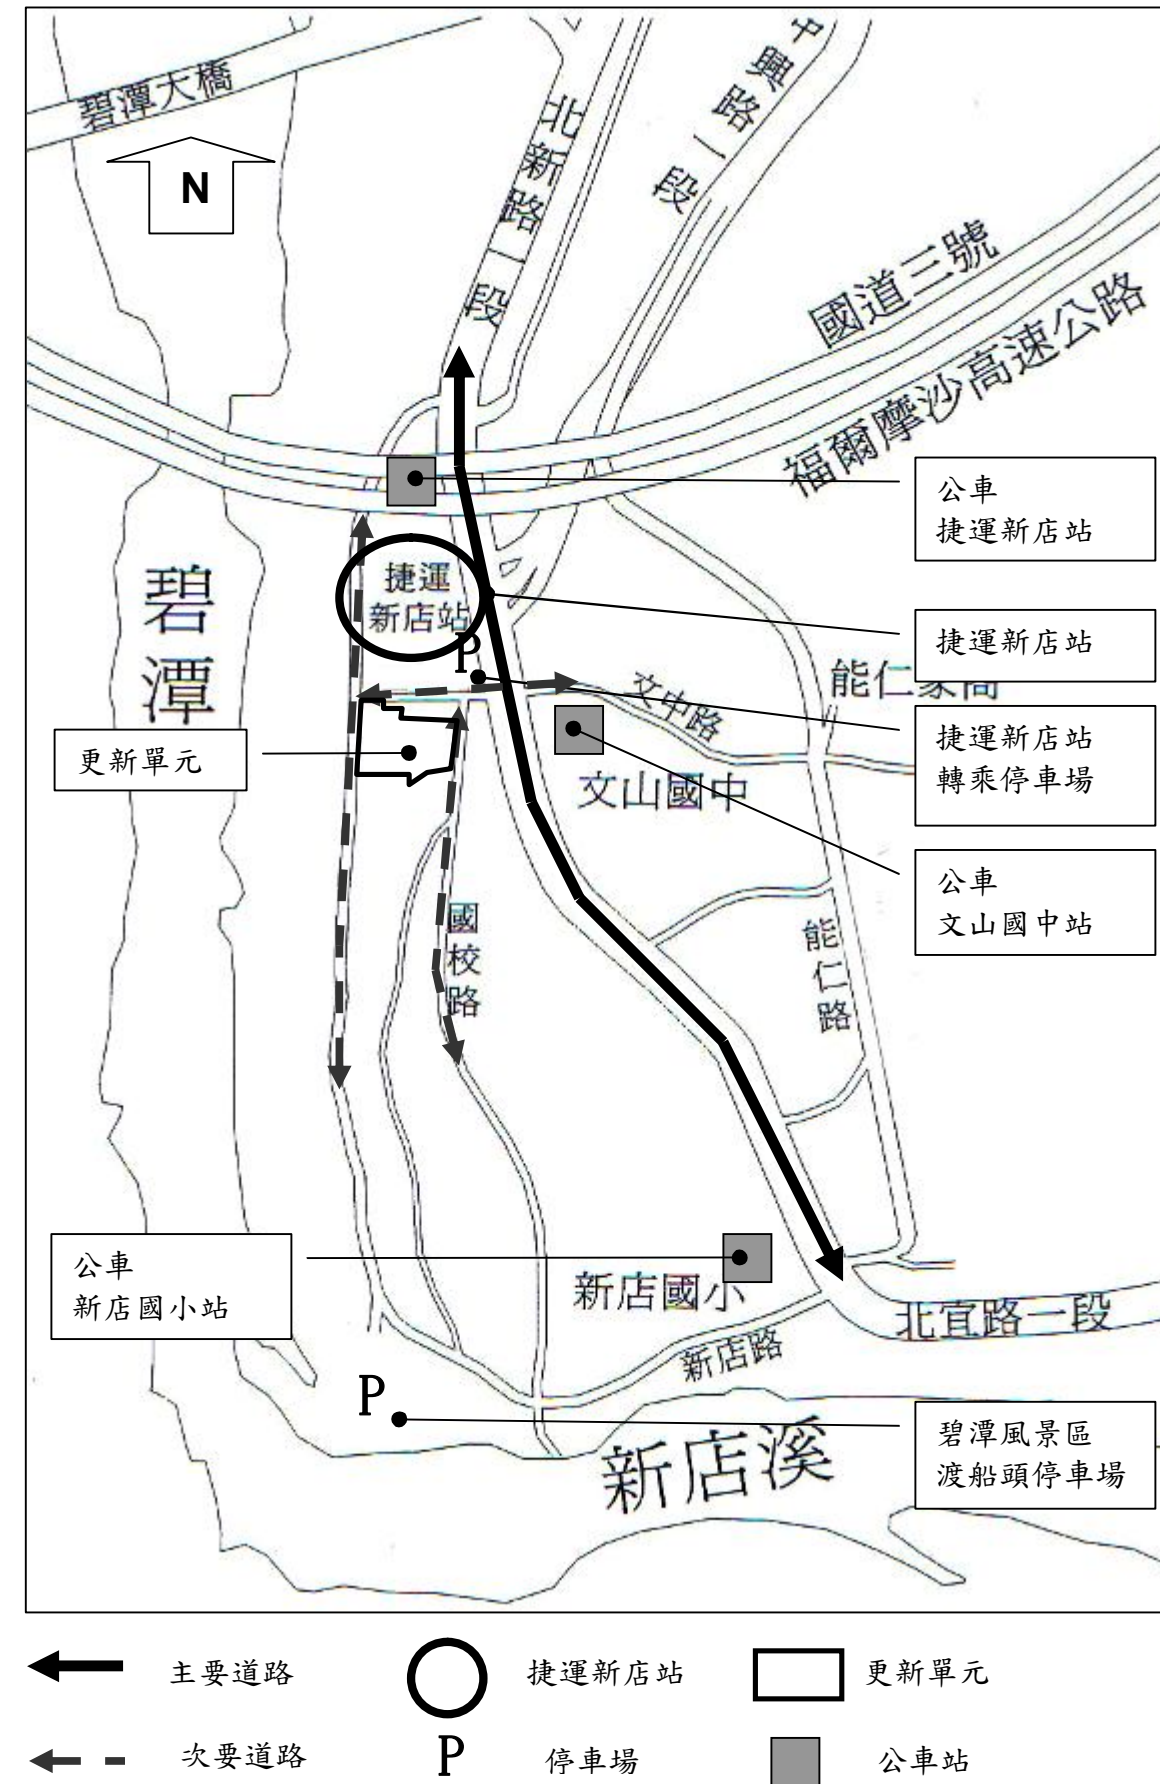 碧潭大橋
N
北新路一段
中興路一段
國道三號
福爾摩沙高速公路
公車
捷運新店站
捷運
新店站
捷運新店站
P
碧潭
能仁家商
文中路
捷運新店站
轉乘停車場
更新單元
文山國中
公車
文山國中站
國校路
能仁路
公車
新店國小站
新店國小
北宜路一段
新店路
P
碧潭風景區
渡船頭停車場
新店溪
主要道路
捷運新店站
更新單元
次要道路
P
停車場
公車站